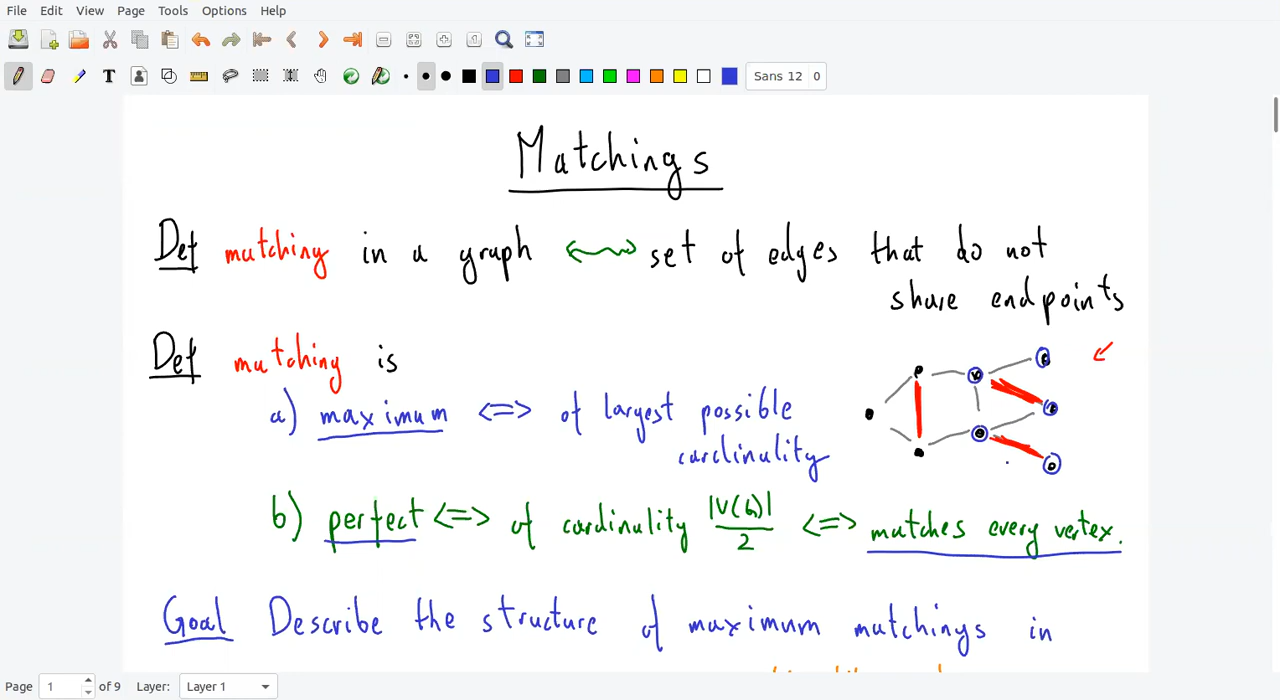 File Edit View Page Tools Options Help
Sans 12 0
Matchings
Def matching in a graph <~~> set of edges that do not
share endpoints
Def matching is
a) maximum <=> of largest possible
cardinality
b) perfect <=> of cardinality |V(G)|/2 <=> matches every vertex.
Goal Describe the structure of maximum matchings in
Page 1 of 9 Layer: Layer 1